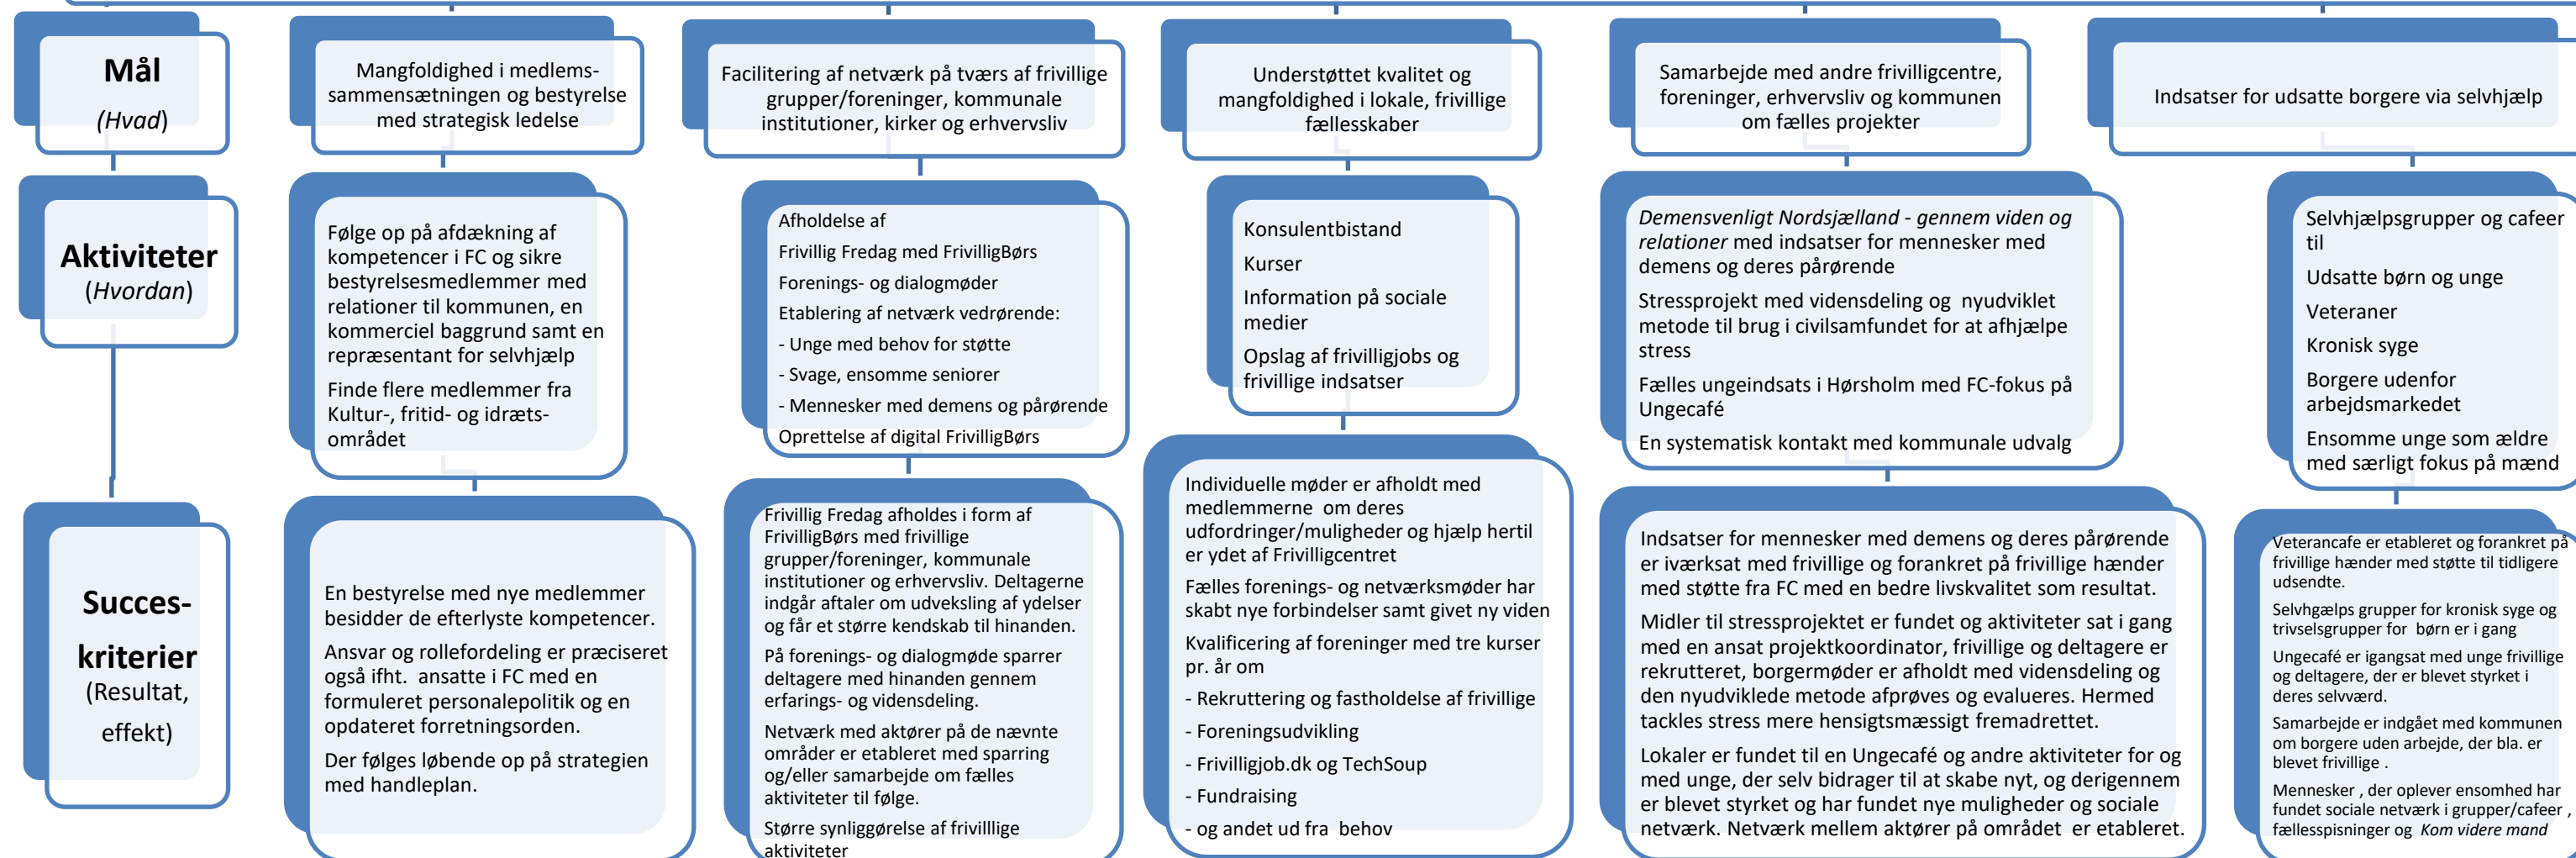 Mål
(Hvad)
Mangfoldighed i medlems-
sammensætningen og bestyrelse
med strategisk ledelse
Facilitering af netværk på tværs af frivillige
grupper/foreninger, kommunale
institutioner, kirker og erhvervsliv
Understøttet kvalitet og
mangfoldighed i lokale, frivillige
fællesskaber
Samarbejde med andre frivilligcentre,
foreninger, erhvervsliv og kommunen
om fælles projekter
Indsatser for udsatte borgere via selvhjælp
Aktiviteter
(Hvordan)
Følge op på afdækning af
kompetencer i FC og sikre
bestyrelsesmedlemmer med
relationer til kommunen, en
kommerciel baggrund samt en
repræsentant for selvhjælp
Finde flere medlemmer fra
Kultur-, fritid- og idræts-
området
Afholdelse af
Frivillig Fredag med FrivilligBørs
Forenings- og dialogmøder
Etablering af netværk vedrørende:
- Unge med behov for støtte
- Svage, ensomme seniorer
- Mennesker med demens og pårørende
Oprettelse af digital FrivilligBørs
Konsulentbistand
Kurser
Information på sociale
medier
Opslag af frivilligjobs og
frivillige indsatser
Demensvenligt Nordsjælland - gennem viden og
relationer med indsatser for mennesker med
demens og deres pårørende
Stressprojekt med vidensdeling og  nyudviklet
metode til brug i civilsamfundet for at afhjælpe
stress
Fælles ungeindsats i Hørsholm med FC-fokus på
Ungecafé
En systematisk kontakt med kommunale udvalg
Selvhjælpsgrupper og cafeer
til
Udsatte børn og unge
Veteraner
Kronisk syge
Borgere udenfor
arbejdsmarkedet
Ensomme unge som ældre
med særligt fokus på mænd
Succes-
kriterier
(Resultat,
effekt)
En bestyrelse med nye medlemmer
besidder de efterlyste kompetencer.
Ansvar og rollefordeling er præciseret
også ifht.  ansatte i FC med en
formuleret personalepolitik og en
opdateret forretningsorden.
Der følges løbende op på strategien
med handleplan.
Frivillig Fredag afholdes i form af
FrivilligBørs med frivillige
grupper/foreninger, kommunale
institutioner og erhvervsliv. Deltagerne
indgår aftaler om udveksling af ydelser
og får et større kendskab til hinanden.
På forenings- og dialogmøde sparrer
deltagere med hinanden gennem
erfarings- og vidensdeling.
Netværk med aktører på de nævnte
områder er etableret med sparring
og/eller samarbejde om fælles
aktiviteter til følge.
Større synliggørelse af frivilllige
aktiviteter
Individuelle møder er afholdt med
medlemmerne  om deres
udfordringer/muligheder og hjælp hertil
er ydet af Frivilligcentret
Fælles forenings- og netværksmøder har
skabt nye forbindelser samt givet ny viden
Kvalificering af foreninger med tre kurser
pr. år om
- Rekruttering og fastholdelse af frivillige
- Foreningsudvikling
- Frivilligjob.dk og TechSoup
- Fundraising
- og andet ud fra  behov
Indsatser for mennesker med demens og deres pårørende
er iværksat med frivillige og forankret på frivillige hænder
med støtte fra FC med en bedre livskvalitet som resultat.
Midler til stressprojektet er fundet og aktiviteter sat i gang
med en ansat projektkoordinator, frivillige og deltagere er
rekrutteret, borgermøder er afholdt med vidensdeling og
den nyudviklede metode afprøves og evalueres. Hermed
tackles stress mere hensigtsmæssigt fremadrettet.
Lokaler er fundet til en Ungecafé og andre aktiviteter for og
med unge, der selv bidrager til at skabe nyt, og derigennem
er blevet styrket og har fundet nye muligheder og sociale
netværk. Netværk mellem aktører på området  er etableret.
Veterancafe er etableret og forankret på
frivillige hænder med støtte til tidligere
udsendte.
Selvhgælps grupper for kronisk syge og
trivselsgrupper for  børn er i gang
Ungecafé er igangsat med unge frivillige
og deltagere, der er blevet styrket i
deres selvværd.
Samarbejde er indgået med kommunen
om borgere uden arbejde, der bla. er
blevet frivillige .
Mennesker , der oplever ensomhed har
fundet sociale netværk i grupper/cafeer ,
fællesspisninger og  Kom videre mand